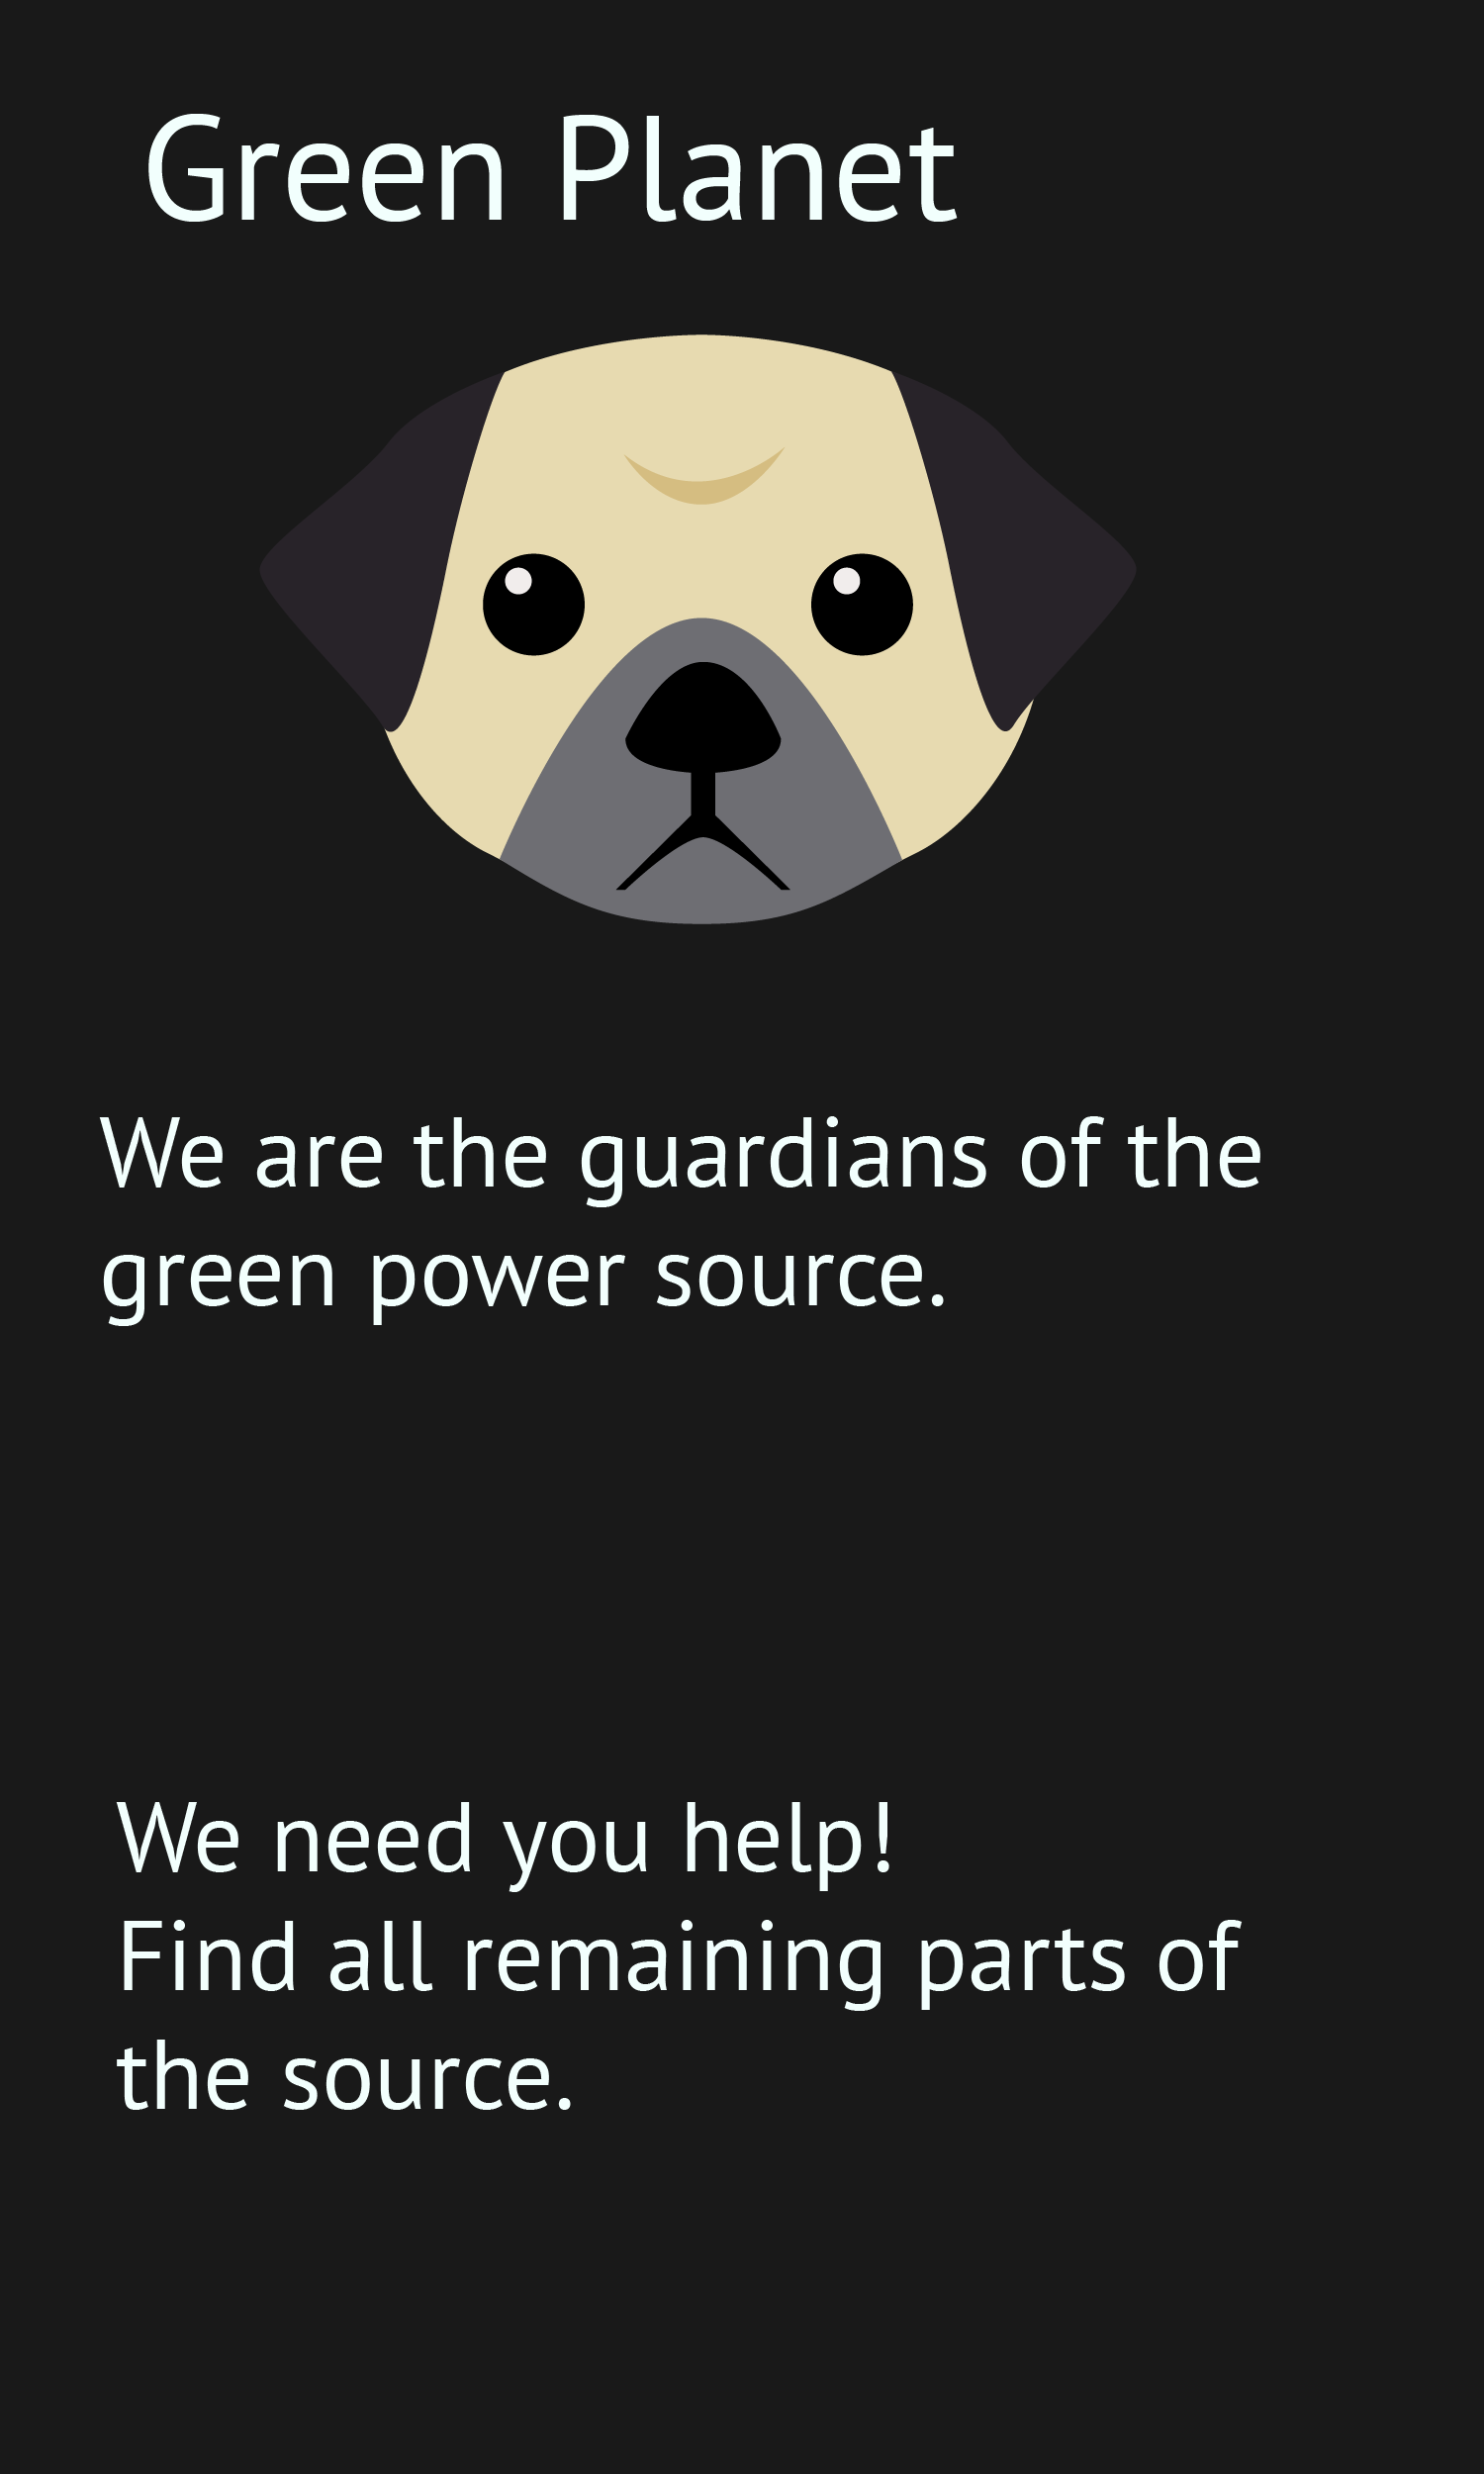 Green Planet
We are the guardians of the
green power source.
We need you help!
Find all remaining parts of
the source.